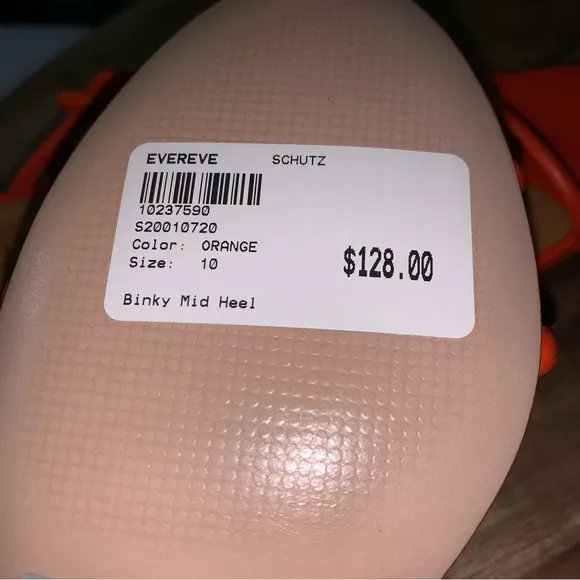 EVEREVE SCHUTZ
10237590
S20010720
Color: ORANGE
Size: 10
$128.00
Binky Mid Heel